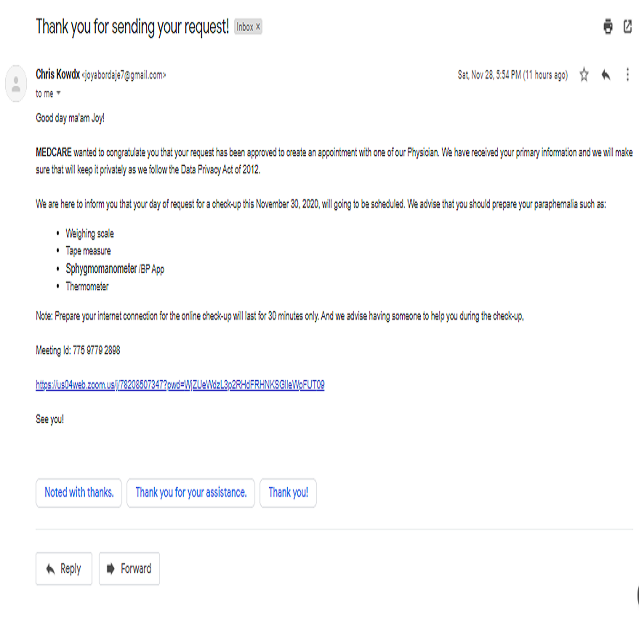 Thank you for sending your request! Inbox x
Chris Kowdx <joyabordaje7@gmail.com> Sat, Nov 28, 5:54 PM (11 hours ago)
to me
Good day ma'am Joy!
MEDCARE wanted to congratulate you that your request has been approved to create an appointment with one of our Physician. We have received your primary information and we will make
sure that will keep it privately as we follow the Data Privacy Act of 2012.
We are here to inform you that your day of request for a check-up this November 30, 2020, will going to be scheduled. We advise that you should prepare your paraphernalia such as:
• Weighing scale
• Tape measure
• Sphygmomanometer /BP App
• Thermometer
Note: Prepare your internet connection for the online check-up will last for 30 minutes only. And we advise having someone to help you during the check-up.
Meeting Id: 775 9779 2898
See you!
Noted with thanks. Thank you for your assistance. Thank you!
Reply Forward